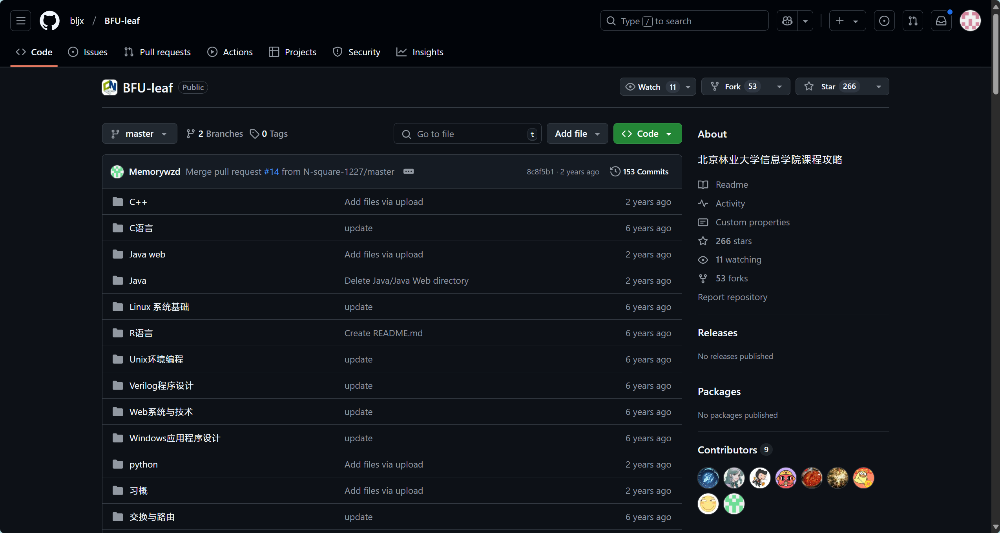 bljx / BFU-leaf
Type / to search
Code
Issues
Pull requests
Actions
Projects
Security
Insights
BFU-leaf Public
Watch 11
Fork 53
Star 266
master
2 Branches
0 Tags
Go to file t
Add file
Code
Memorywzd Merge pull request #14 from N-square-1227/master
8c8f5b1 · 2 years ago
153 Commits
C++ Add files via upload 2 years ago
C语言 update 6 years ago
Java web Add files via upload 2 years ago
Java Delete Java/Java Web directory 2 years ago
Linux 系统基础 update 6 years ago
R语言 Create README.md 6 years ago
Unix环境编程 update 6 years ago
Verilog程序设计 update 6 years ago
Web系统与技术 update 6 years ago
Windows应用程序设计 update 6 years ago
python Add files via upload 2 years ago
习概 Add files via upload 2 years ago
交换与路由 update 6 years ago
About
北京林业大学信息学院课程攻略
Readme
Activity
Custom properties
266 stars
11 watching
53 forks
Report repository
Releases
No releases published
Packages
No packages published
Contributors 9